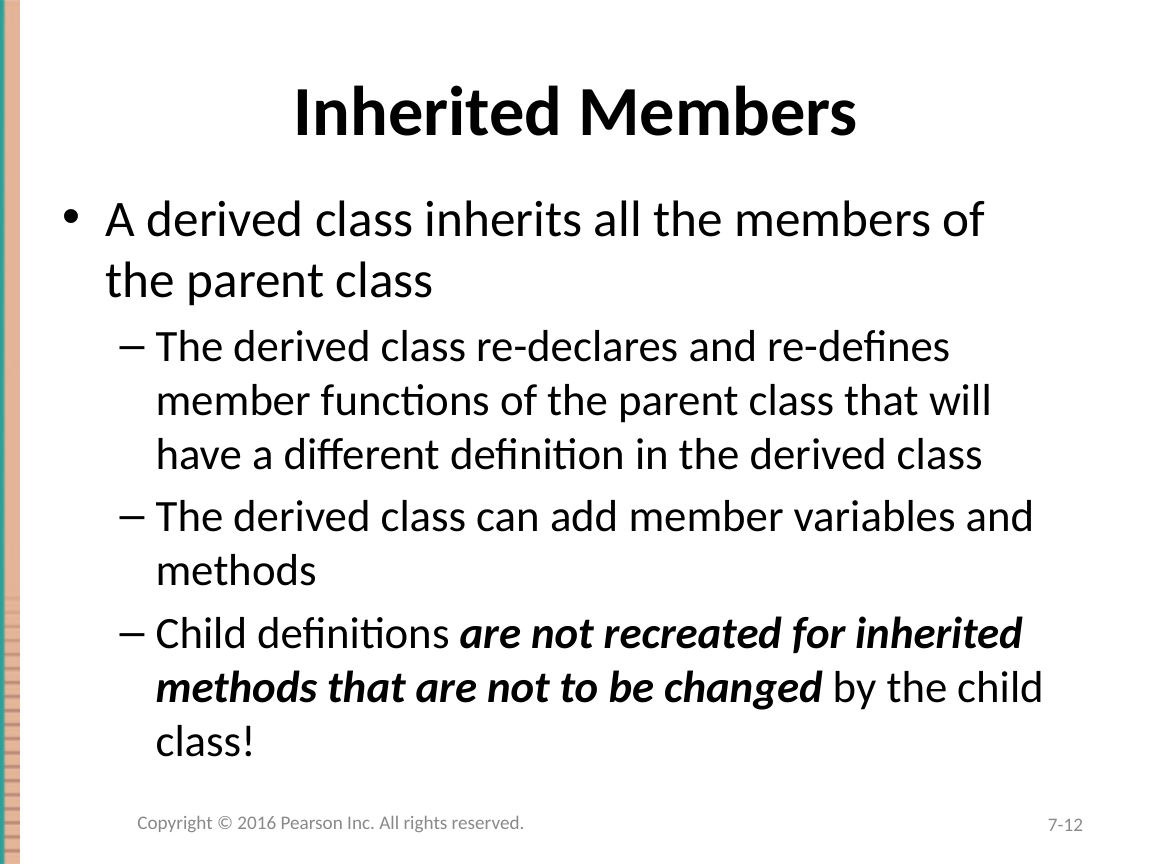 Inherited Members
• A derived class inherits all the members of
the parent class
– The derived class re-declares and re-defines
member functions of the parent class that will
have a different definition in the derived class
– The derived class can add member variables and
methods
– Child definitions are not recreated for inherited
methods that are not to be changed by the child
class!
Copyright © 2016 Pearson Inc. All rights reserved.
7-12